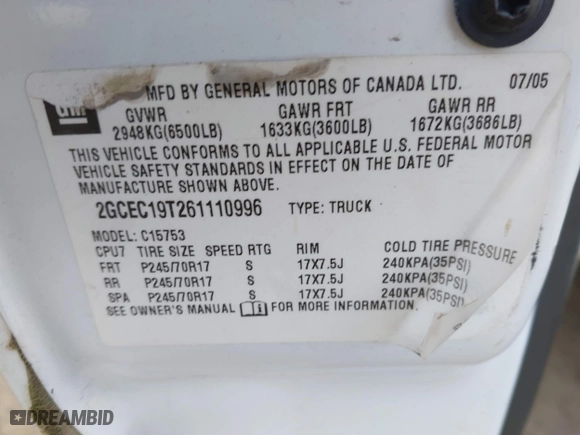 GM
MFD BY GENERAL MOTORS OF CANADA LTD. 07/05
GVWR GAWR FRT GAWR RR
2948KG(6500LB) 1633KG(3600LB) 1672KG(3686LB)
THIS VEHICLE CONFORMS TO ALL APPLICABLE U.S. FEDERAL MOTOR
VEHICLE SAFETY STANDARDS IN EFFECT ON THE DATE OF
MANUFACTURE SHOWN ABOVE.
2GCEC19T261110996 TYPE: TRUCK
MODEL: C15753
CPU7 TIRE SIZE SPEED RTG RIM COLD TIRE PRESSURE
FRT P245/70R17 S 17X7.5J 240KPA(35PSI)
RR P245/70R17 S 17X7.5J 240KPA(35PSI)
SPA P245/70R17 S 17X7.5J 240KPA(35PSI)
SEE OWNER'S MANUAL FOR MORE INFORMATION.
DREAMBID